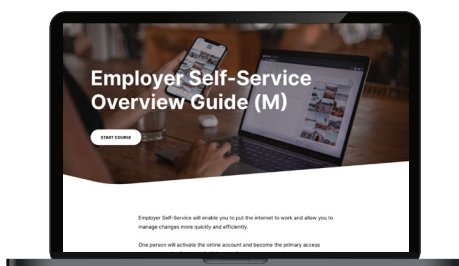 Employer Self-Service
Overview Guide (M)
START COURSE
Employer Self-Service will enable you to put the internet to work and allow you to
manage changes more quickly and efficiently.
One person will activate the online account and become the primary access